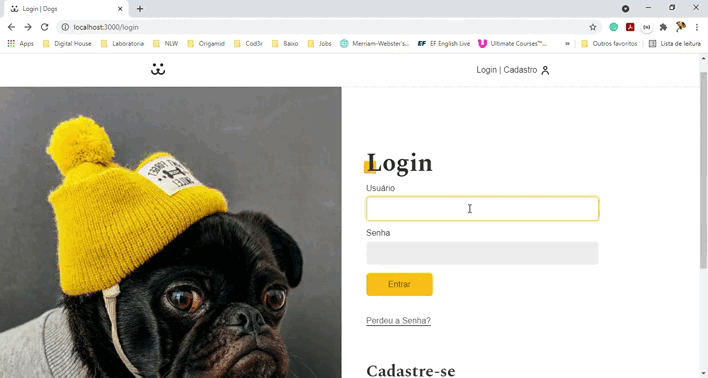 Login | Dogs
localhost:3000/login
Apps Digital House Laboratoria NLW Origamid Cod3r Baixo Jobs Merriam-Webster's... EF EF English Live Ultimate Courses™... » Outros favoritos Lista de leitura
Login | Cadastro
Login
Usuário
Senha
Entrar
Perdeu a Senha?
Cadastre-se